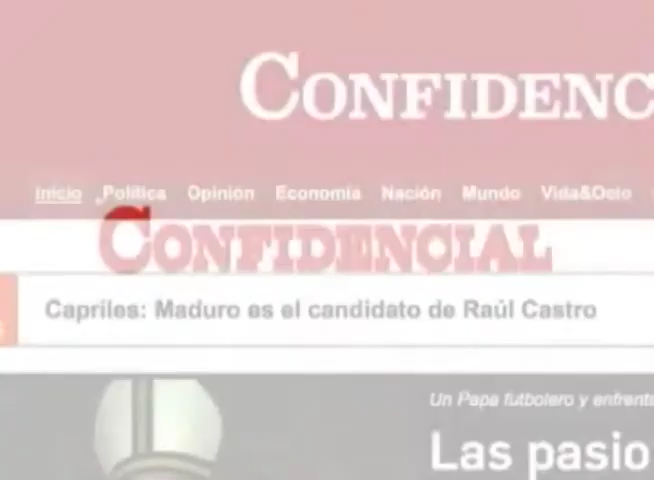 CONFIDENC
Inicio Política Opinión Economía Nación Mundo Vida&Ocio
CONFIDENCIAL
Capriles: Maduro es el candidato de Raúl Castro
Un Papa futbolero y enfrent
Las pasio